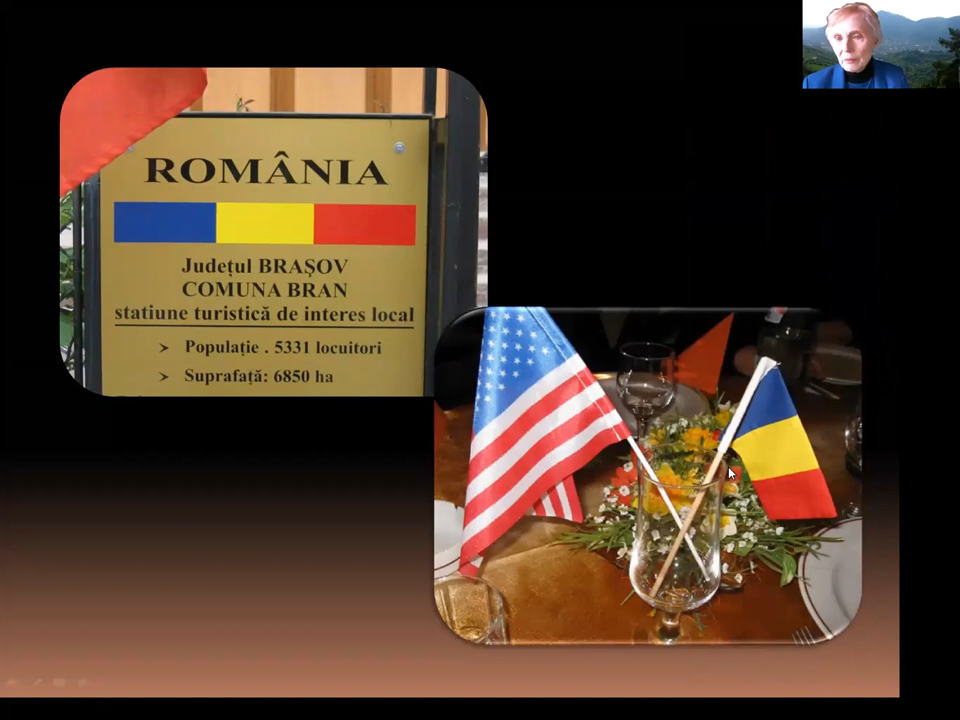 ROMÂNIA
Județul BRAȘOV
COMUNA BRAN
statiune turistică de interes local
➢ Populație . 5331 locuitori
➢ Suprafață: 6850 ha